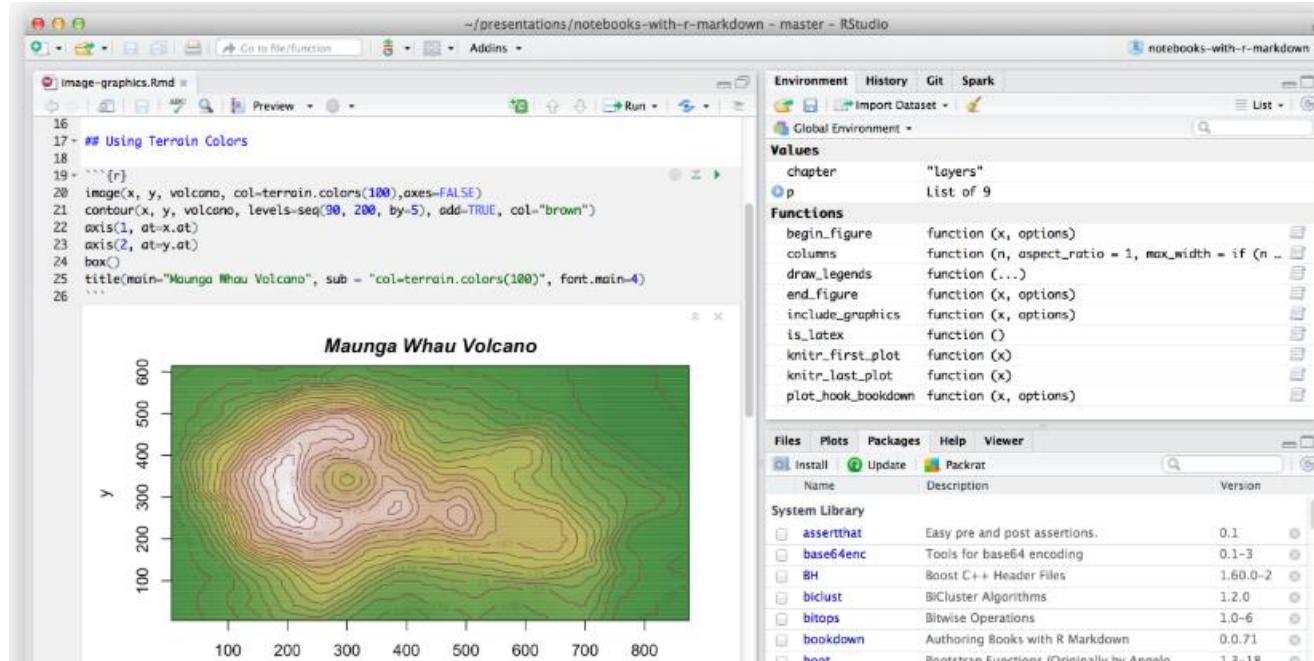 ~/presentations/notebooks-with-r-markdown - master - RStudio
Go to file/function
Addins
notebooks-with-r-markdown
image-graphics.Rmd
Preview
Run
16
17 ## Using Terrain Colors
18
19 ```{r}
20 image(x, y, volcano, col=terrain.colors(100),axes=FALSE)
21 contour(x, y, volcano, levels=seq(90, 200, by=5), add=TRUE, col="brown")
22 axis(1, at=x.at)
23 axis(2, at=y.at)
24 box()
25 title(main="Maunga Whau Volcano", sub = "col=terrain.colors(100)", font.main=4)
26 ```
Maunga Whau Volcano
600
500
400
300
200
100
y
100 200 300 400 500 600 700 800
Environment History Git Spark
Import Dataset
List
Global Environment
Values
chapter "layers"
p List of 9
Functions
begin_figure function (x, options)
columns function (n, aspect_ratio = 1, max_width = if (n …
draw_legends function (...)
end_figure function (x, options)
include_graphics function (x, options)
is_latex function ()
knitr_first_plot function (x)
knitr_last_plot function (x)
plot_hook_bookdown function (x, options)
Files Plots Packages Help Viewer
Install Update Packrat
Name Description Version
System Library
assertthat Easy pre and post assertions. 0.1
base64enc Tools for base64 encoding 0.1-3
BH Boost C++ Header Files 1.60.0-2
biclust BiCluster Algorithms 1.2.0
bitops Bitwise Operations 1.0-6
bookdown Authoring Books with R Markdown 0.0.71
boot Bootstrap Functions (Originally by Angelo 1.3-18